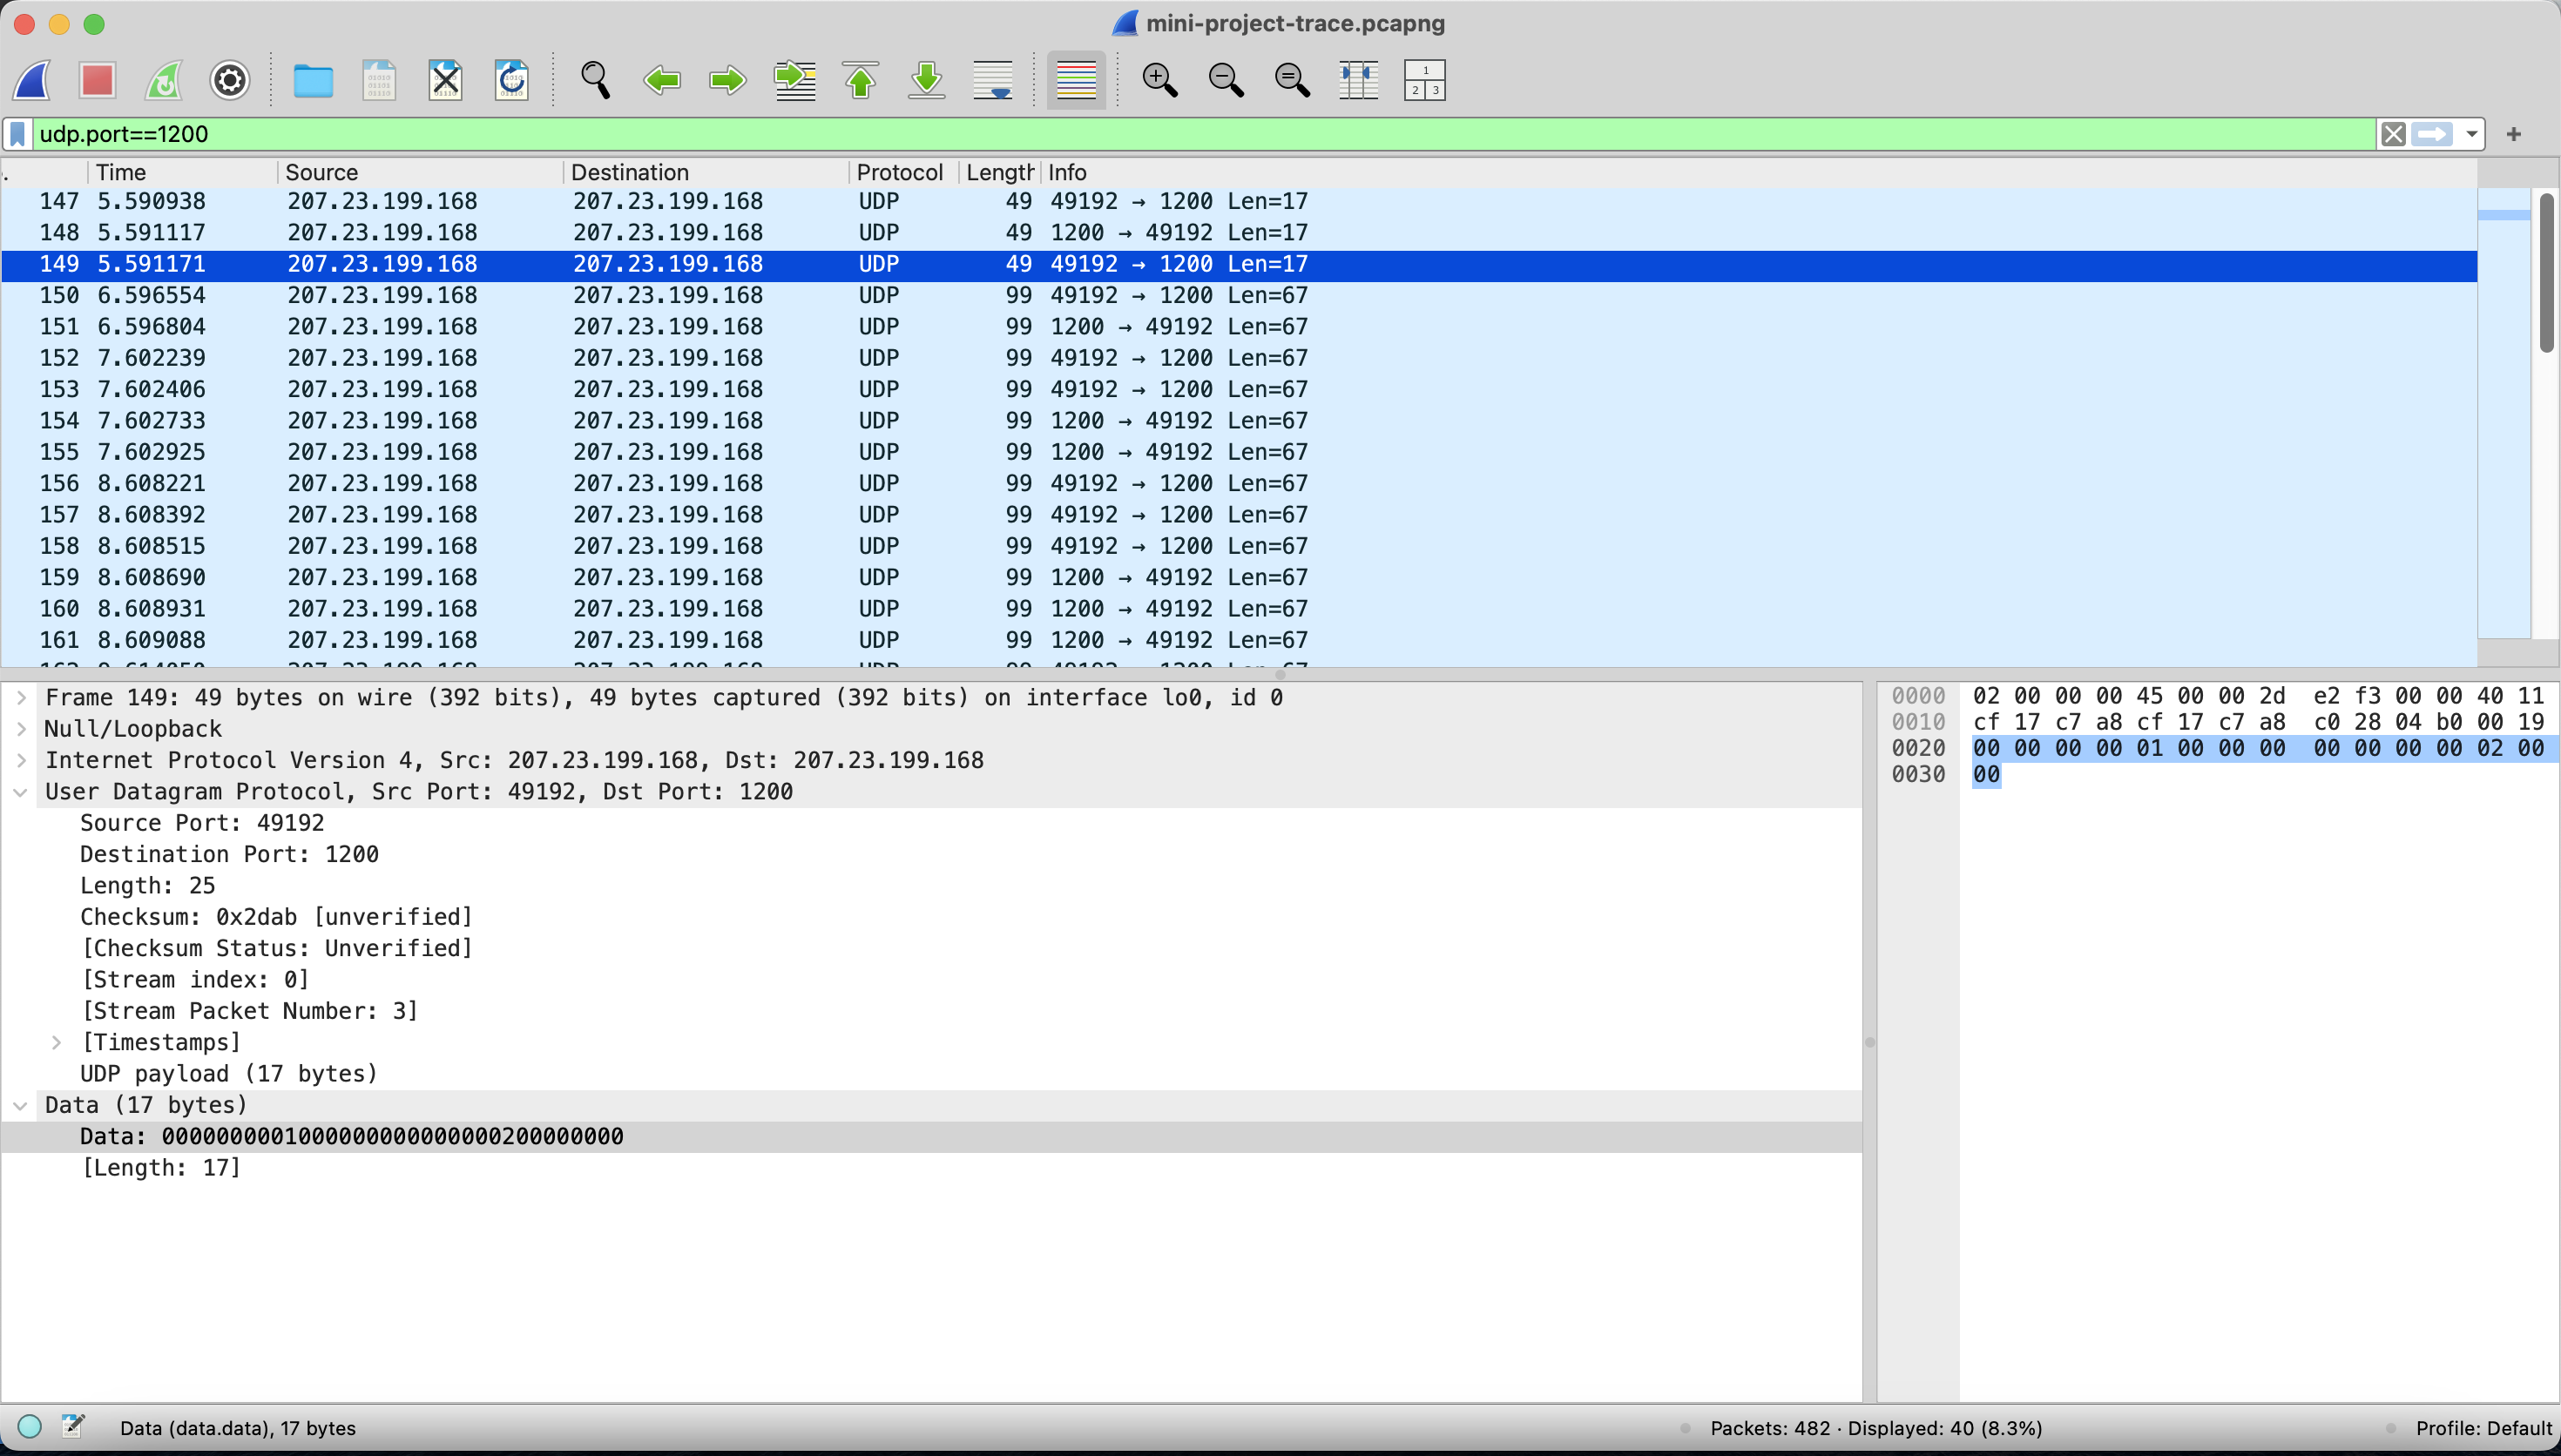 mini-project-trace.pcapng
1
2 3
udp.port==1200
. Time Source Destination Protocol Length Info
147 5.590938 207.23.199.168 207.23.199.168 UDP 49 49192 → 1200 Len=17
148 5.591117 207.23.199.168 207.23.199.168 UDP 49 1200 → 49192 Len=17
149 5.591171 207.23.199.168 207.23.199.168 UDP 49 49192 → 1200 Len=17
150 6.596554 207.23.199.168 207.23.199.168 UDP 99 49192 → 1200 Len=67
151 6.596804 207.23.199.168 207.23.199.168 UDP 99 1200 → 49192 Len=67
152 7.602239 207.23.199.168 207.23.199.168 UDP 99 49192 → 1200 Len=67
153 7.602406 207.23.199.168 207.23.199.168 UDP 99 49192 → 1200 Len=67
154 7.602733 207.23.199.168 207.23.199.168 UDP 99 1200 → 49192 Len=67
155 7.602925 207.23.199.168 207.23.199.168 UDP 99 1200 → 49192 Len=67
156 8.608221 207.23.199.168 207.23.199.168 UDP 99 49192 → 1200 Len=67
157 8.608392 207.23.199.168 207.23.199.168 UDP 99 49192 → 1200 Len=67
158 8.608515 207.23.199.168 207.23.199.168 UDP 99 49192 → 1200 Len=67
159 8.608690 207.23.199.168 207.23.199.168 UDP 99 1200 → 49192 Len=67
160 8.608931 207.23.199.168 207.23.199.168 UDP 99 1200 → 49192 Len=67
161 8.609088 207.23.199.168 207.23.199.168 UDP 99 1200 → 49192 Len=67
Frame 149: 49 bytes on wire (392 bits), 49 bytes captured (392 bits) on interface lo0, id 0
Null/Loopback
Internet Protocol Version 4, Src: 207.23.199.168, Dst: 207.23.199.168
User Datagram Protocol, Src Port: 49192, Dst Port: 1200
Source Port: 49192
Destination Port: 1200
Length: 25
Checksum: 0x2dab [unverified]
[Checksum Status: Unverified]
[Stream index: 0]
[Stream Packet Number: 3]
[Timestamps]
UDP payload (17 bytes)
Data (17 bytes)
Data: 0000000001000000000000000200000000
[Length: 17]
0000 02 00 00 00 45 00 00 2d e2 f3 00 00 40 11
0010 cf 17 c7 a8 cf 17 c7 a8 c0 28 04 b0 00 19
0020 00 00 00 00 01 00 00 00 00 00 00 00 02 00
0030 00
Data (data.data), 17 bytes
Packets: 482 · Displayed: 40 (8.3%)
Profile: Default